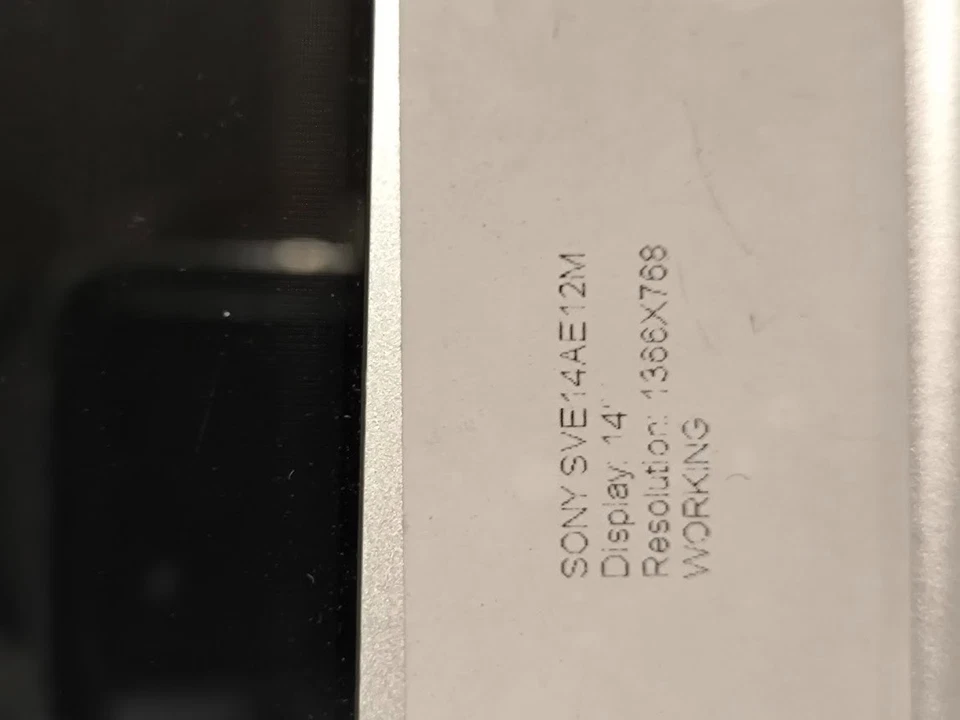 SONY SVE14AE12M
Display: 14'
Resolution: 1366X768
WORKING